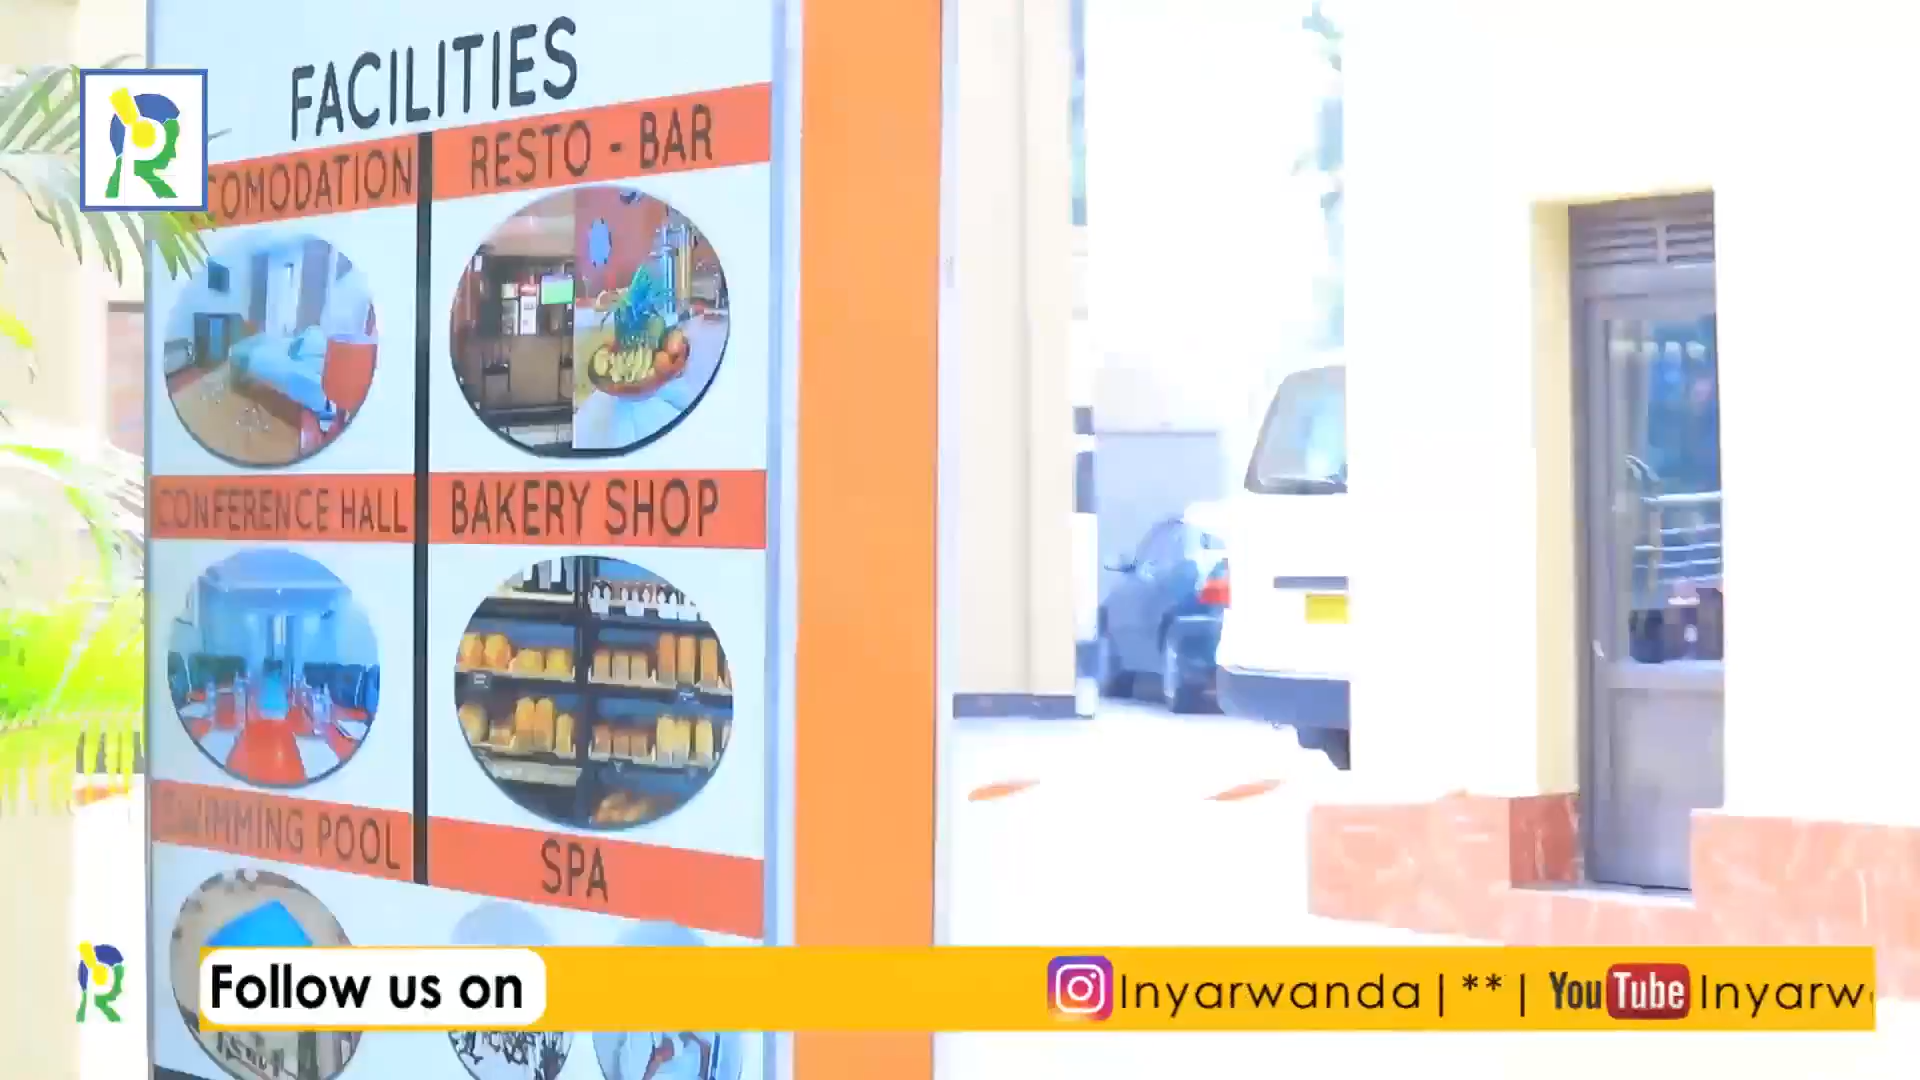 FACILITIES
COMODATION
RESTO - BAR
CONFERENCE HALL
BAKERY SHOP
SWIMMING POOL
SPA
Follow us on
Inyarwanda | ** | YouTube Inyarw